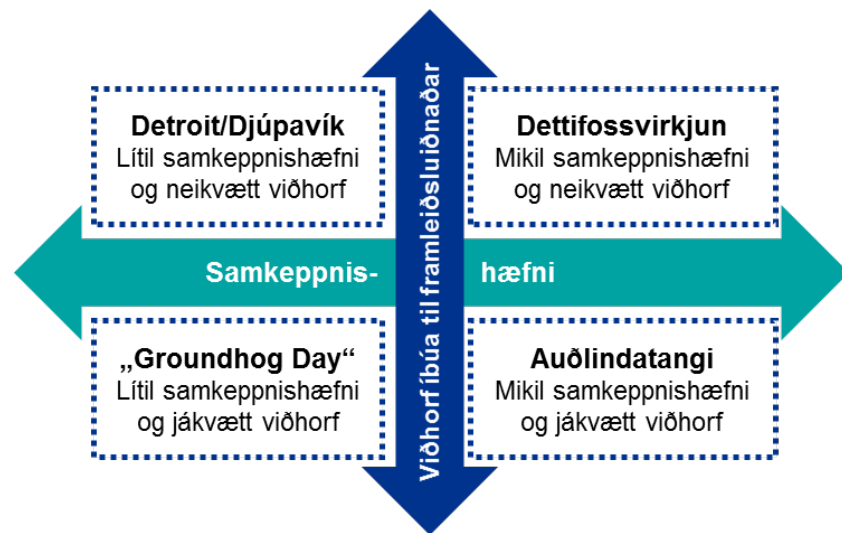 Detroit/Djúpavík
Lítil samkeppnishæfni
og neikvætt viðhorf
Dettifossvirkjun
Mikil samkeppnishæfni
og neikvætt viðhorf
Samkeppnis-
hæfni
Viðhorf íbúa til framleiðsluiðnaðar
„Groundhog Day“
Lítil samkeppnishæfni
og jákvætt viðhorf
Auðlindatangi
Mikil samkeppnishæfni
og jákvætt viðhorf